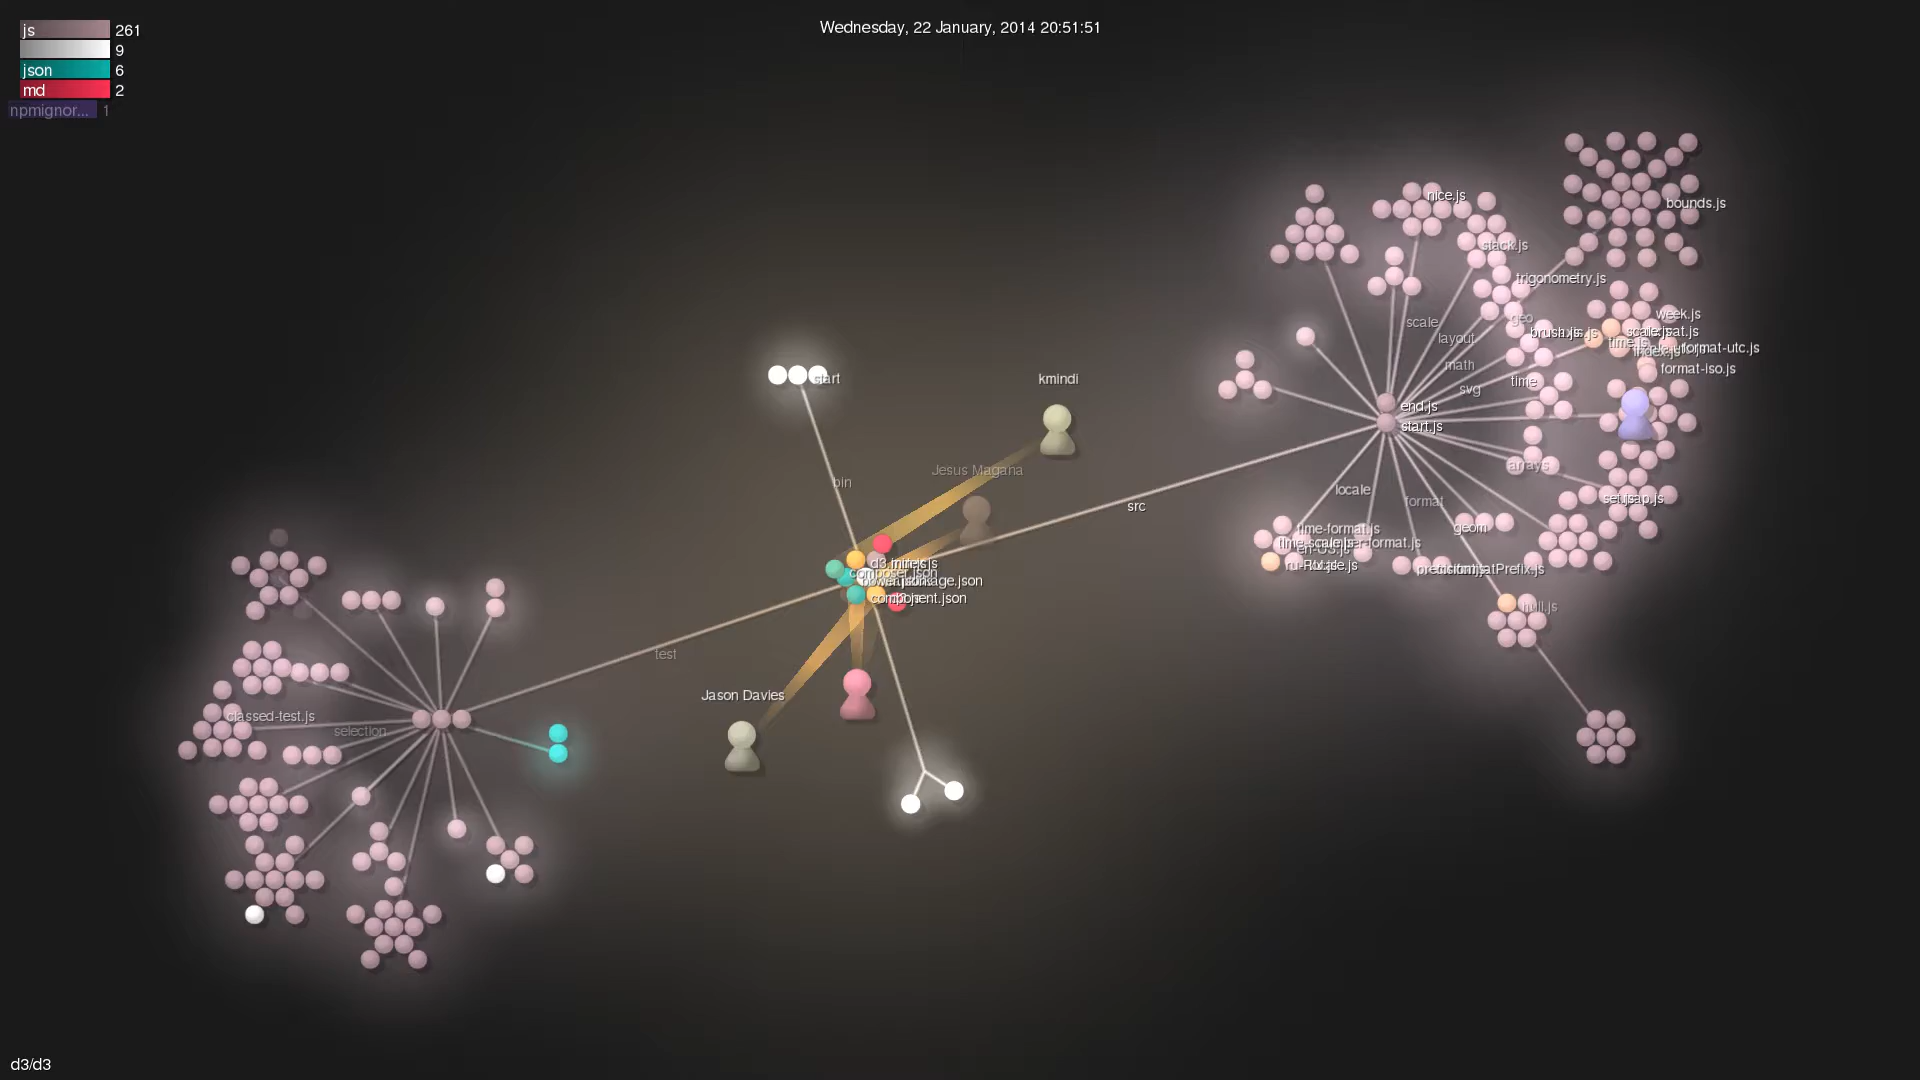 Wednesday, 22 January, 2014 20:51:51
js 261
9
json 6
md 2
npmignor... 1
nice.js
bounds.js
stack.js
trigonometry.js
week.js
scale
geo
layout
format-utc.js
math
format-iso.js
svg
time
start
kmindi
end.js
start.js
Jesus Magana
arrays
bin
locale
format
src
geom
time-format.js
composer.json
component.json
null.js
test
Jason Davies
classed-test.js
selection
d3/d3